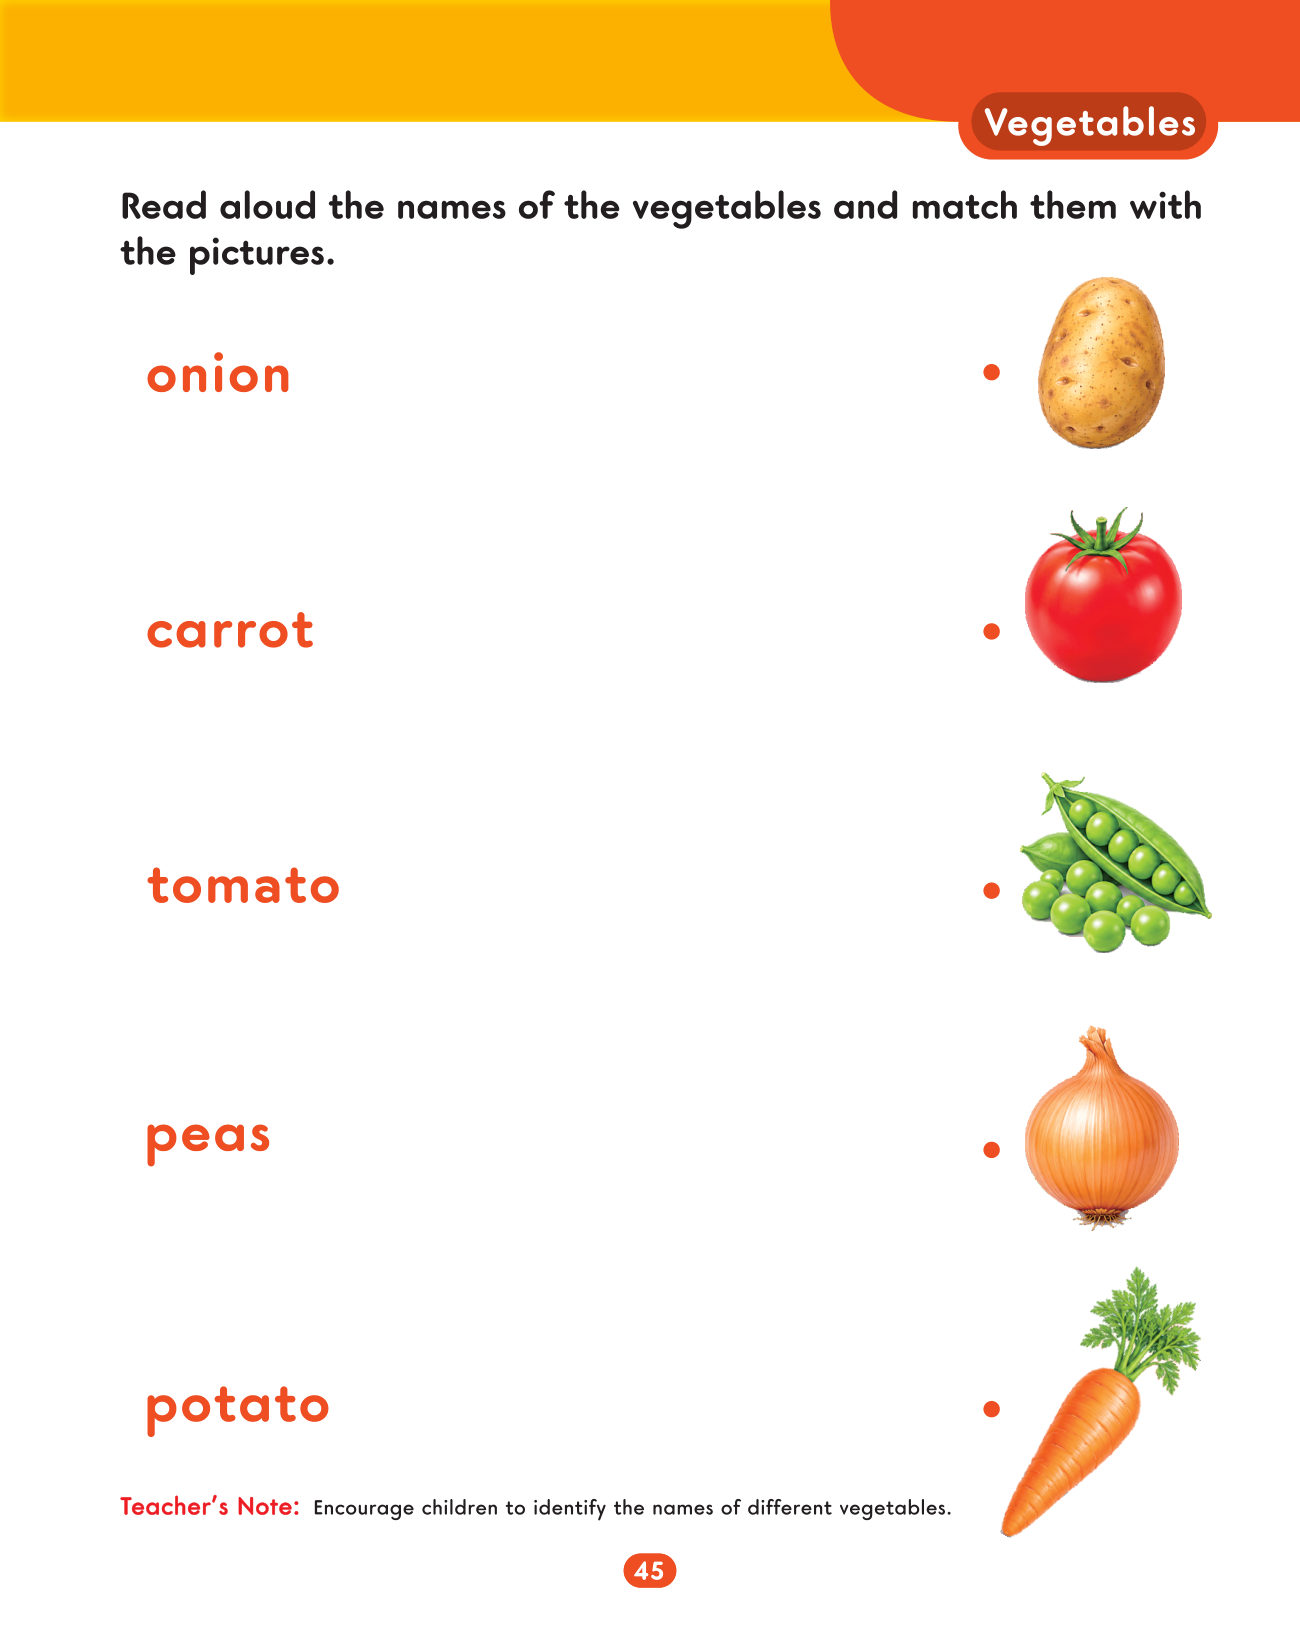 Vegetables
Read aloud the names of the vegetables and match them with
the pictures.
onion
carrot
tomato
peas
potato
Teacher's Note: Encourage children to identify the names of different vegetables.
45